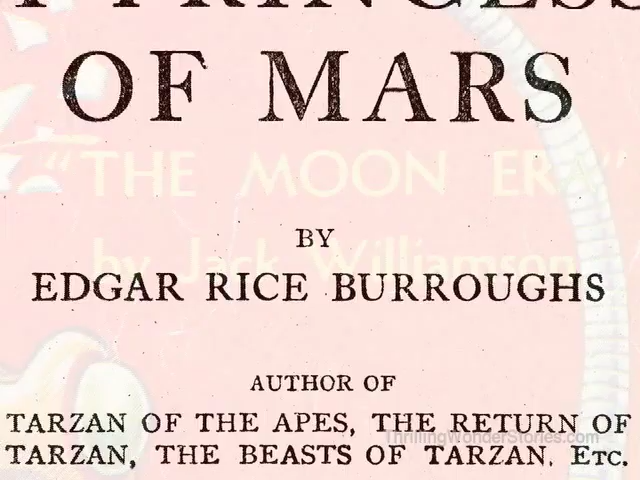 PRINCESS
OF MARS
"THE MOON ERA"
BY
by Jack Williamson
EDGAR RICE BURROUGHS
AUTHOR OF
TARZAN OF THE APES, THE RETURN OF
ThrillingWonderStories.com
TARZAN, THE BEASTS OF TARZAN, ETC.